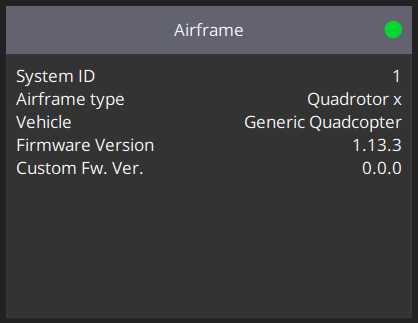 Airframe
System ID 1
Airframe type Quadrotor x
Vehicle Generic Quadcopter
Firmware Version 1.13.3
Custom Fw. Ver. 0.0.0